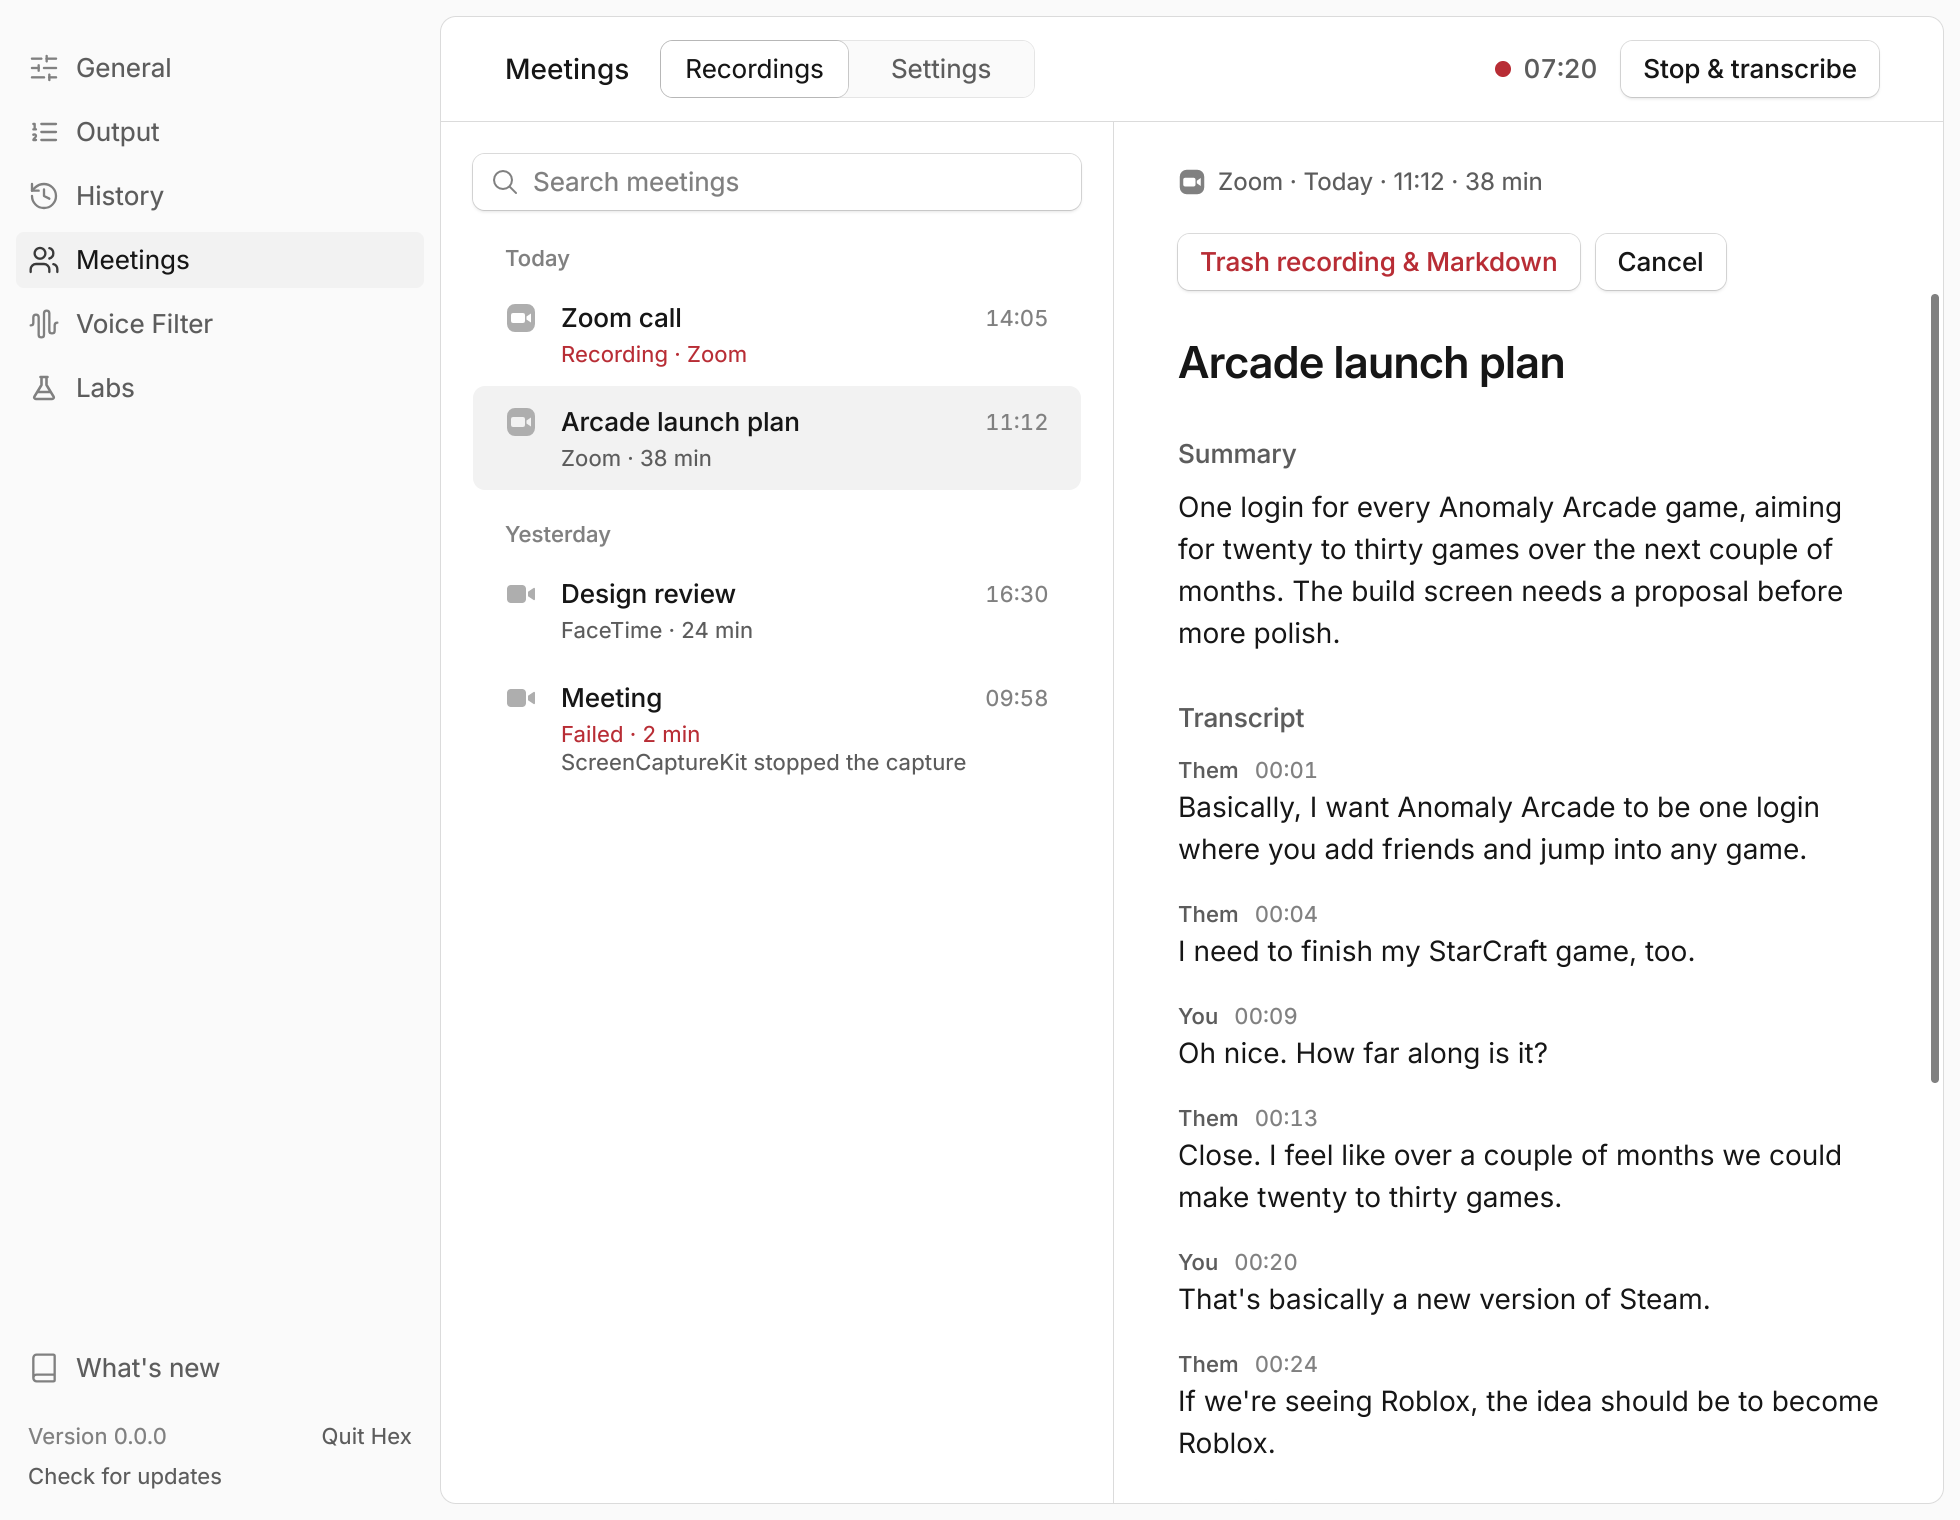 General
Output
History
Meetings
Voice Filter
Labs
What's new
Version 0.0.0
Quit Hex
Check for updates
Meetings
Recordings
Settings
07:20
Stop & transcribe
Search meetings
Today
Zoom call
14:05
Recording · Zoom
Arcade launch plan
11:12
Zoom · 38 min
Yesterday
Design review
16:30
FaceTime · 24 min
Meeting
09:58
Failed · 2 min
ScreenCaptureKit stopped the capture
Zoom · Today · 11:12 · 38 min
Trash recording & Markdown
Cancel
Arcade launch plan
Summary
One login for every Anomaly Arcade game, aiming
for twenty to thirty games over the next couple of
months. The build screen needs a proposal before
more polish.
Transcript
Them 00:01
Basically, I want Anomaly Arcade to be one login
where you add friends and jump into any game.
Them 00:04
I need to finish my StarCraft game, too.
You 00:09
Oh nice. How far along is it?
Them 00:13
Close. I feel like over a couple of months we could
make twenty to thirty games.
You 00:20
That's basically a new version of Steam.
Them 00:24
If we're seeing Roblox, the idea should be to become
Roblox.